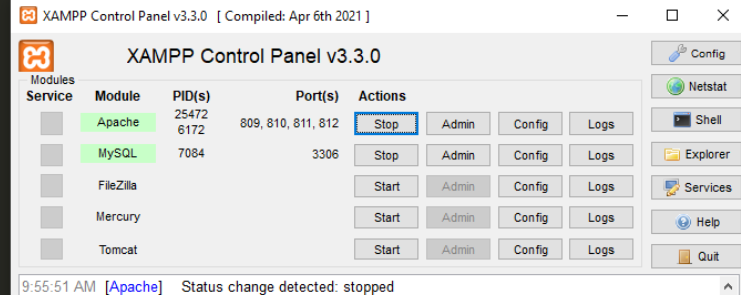 XAMPP Control Panel v3.3.0 [ Compiled: Apr 6th 2021 ]
XAMPP Control Panel v3.3.0
Config
Modules
Service Module PID(s) Port(s) Actions
Netstat
Apache 25472 6172 809, 810, 811, 812 Stop Admin Config Logs
Shell
MySQL 7084 3306 Stop Admin Config Logs
Explorer
FileZilla Start Admin Config Logs
Services
Mercury Start Admin Config Logs
Help
Tomcat Start Admin Config Logs
Quit
9:55:51 AM [Apache] Status change detected: stopped